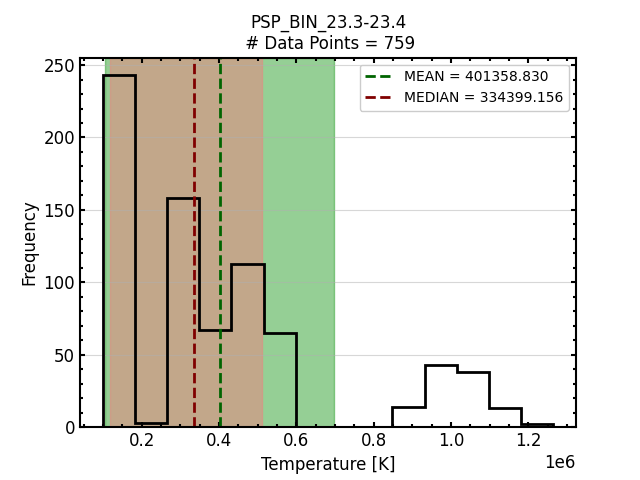 PSP_BIN_23.3-23.4
# Data Points = 759
MEAN = 401358.830
MEDIAN = 334399.156
Frequency
250
200
150
100
50
0
0.2 0.4 0.6 0.8 1.0 1.2
1e6
Temperature [K]